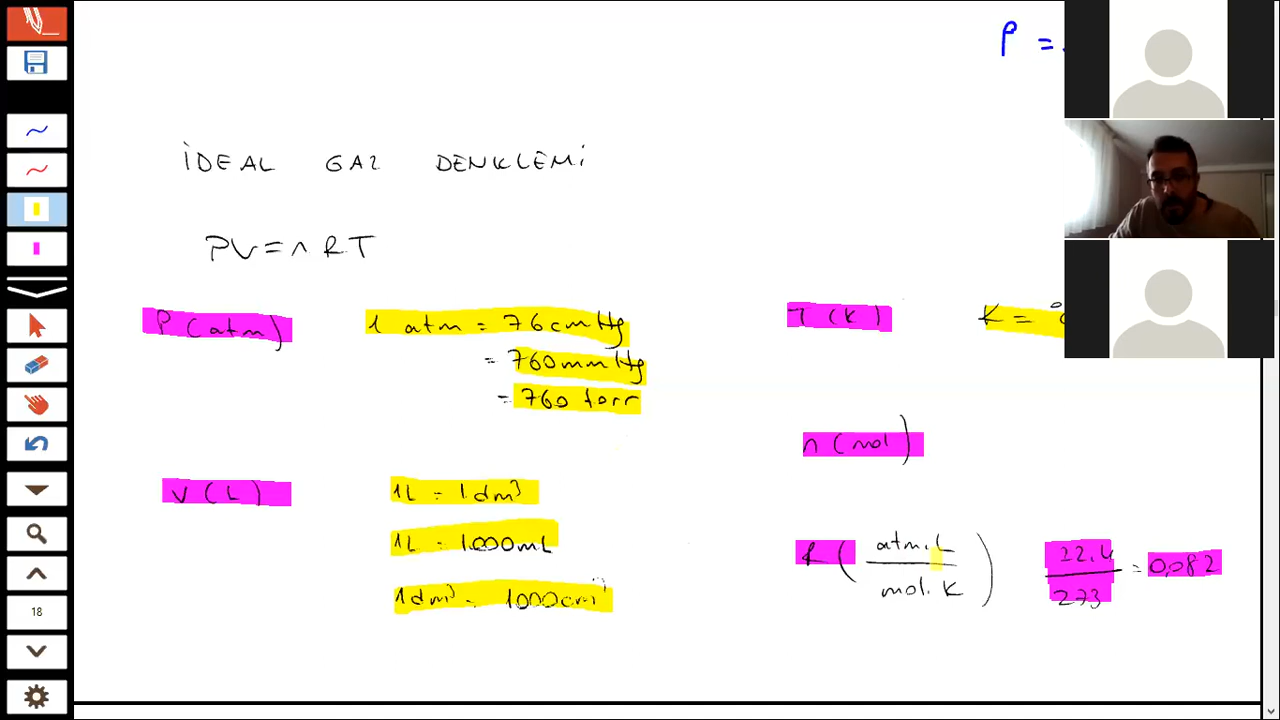 P =
İDEAL GAZ DENKLEMİ
PV = n RT
P (atm)
1 atm = 76 cmHg
= 760 mmHg
= 760 torr
T (K)
K = °
n (mol)
V (L)
1L = 1dm³
1L = 1000mL
1dm³ = 1000cm³
R ( atm.L / mol.K ) 22,4 / 273 = 0,082
18